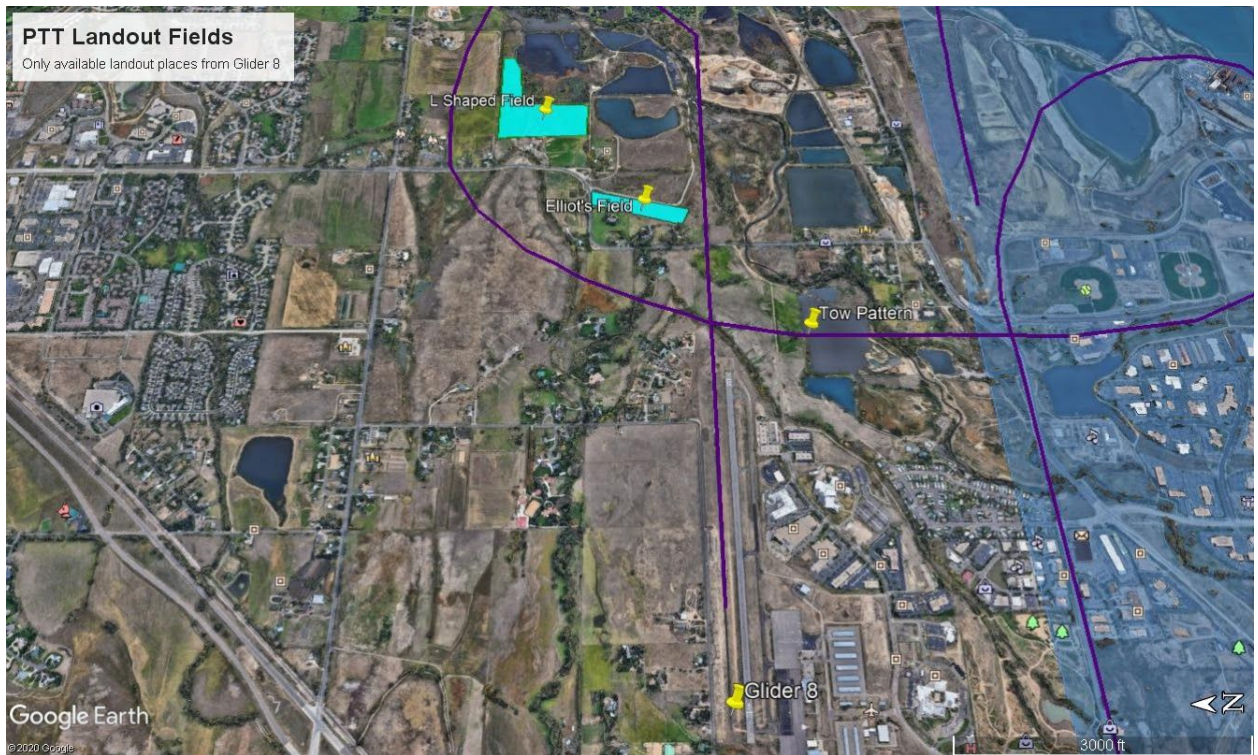 PTT Landout Fields
Only available landout places from Glider 8
L Shaped Field
Elliot's Field
Tow Pattern
Glider 8
Google Earth
©2020 Google
N
3000 ft